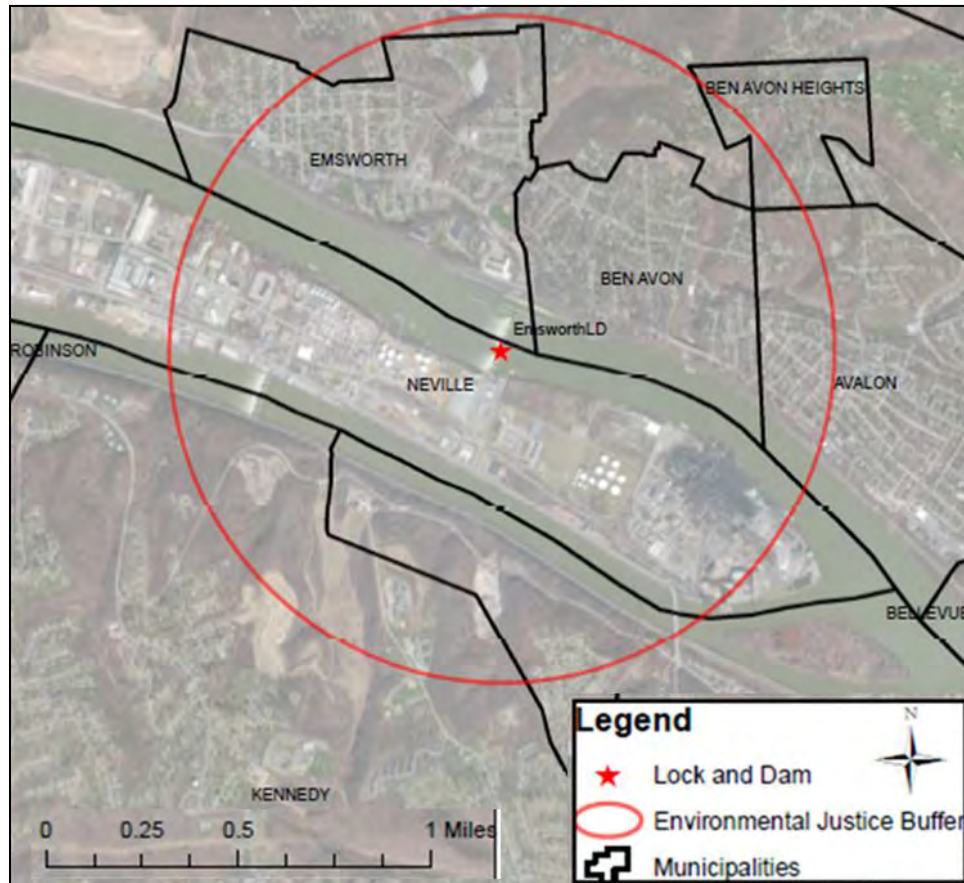 BEN AVON HEIGHTS
EMSWORTH
BEN AVON
EmsworthLD
ROBINSON
NEVILLE
AVALON
BELLEVUE
KENNEDY
0 0.25 0.5 1 Miles
Legend
N
Lock and Dam
Environmental Justice Buffer
Municipalities